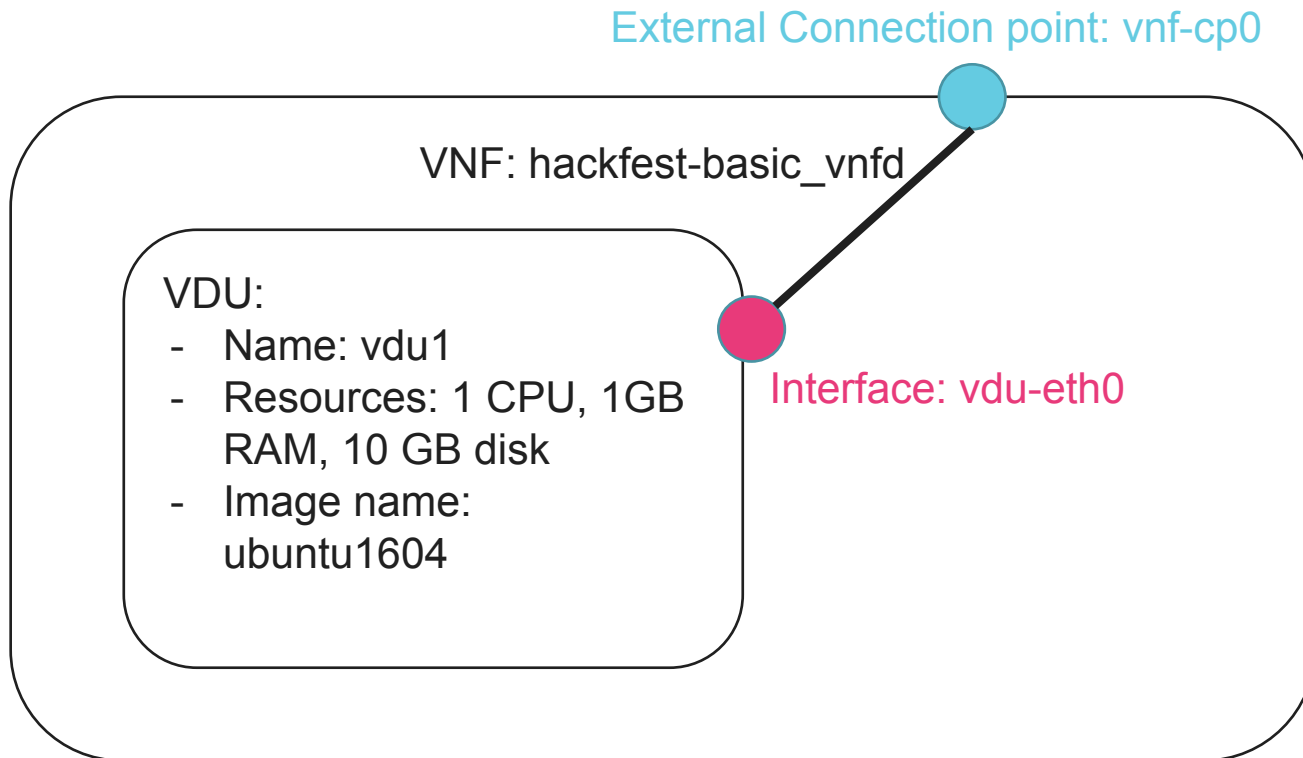 External Connection point: vnf-cp0
VNF: hackfest-basic_vnfd
VDU:
- Name: vdu1
- Resources: 1 CPU, 1GB
RAM, 10 GB disk
- Image name:
ubuntu1604
Interface: vdu-eth0